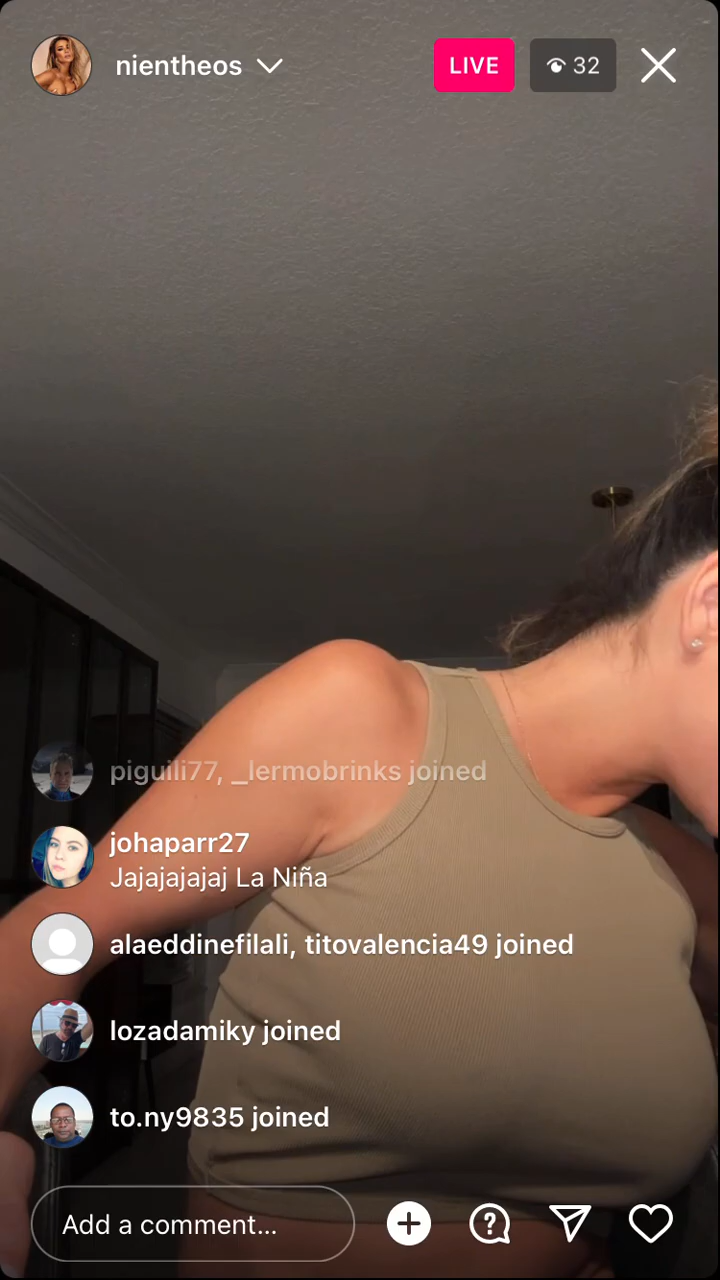 nientheos
LIVE
32
piguili77, _lermobrinks joined
johaparr27
Jajajajajaj La Niña
alaeddinefilali, titovalencia49 joined
lozadamiky joined
to.ny9835 joined
Add a comment...